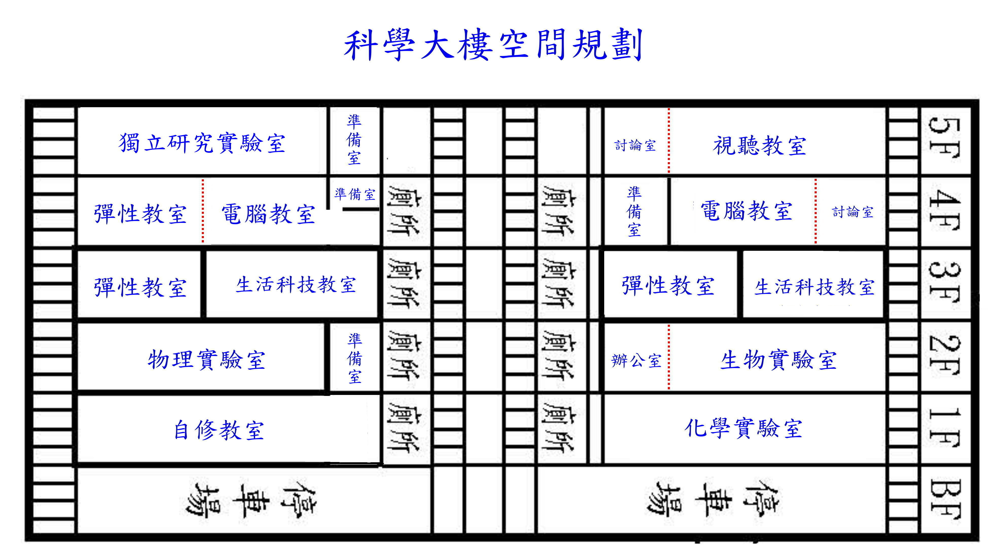 科學大樓空間規劃
獨立研究實驗室 準備室 討論室 視聽教室 5F
彈性教室 電腦教室 準備室 廁所 廁所 準備室 電腦教室 討論室 4F
彈性教室 生活科技教室 廁所 廁所 彈性教室 生活科技教室 3F
物理實驗室 準備室 廁所 廁所 辦公室 生物實驗室 2F
自修教室 廁所 廁所 化學實驗室 1F
停車場 停車場 BF